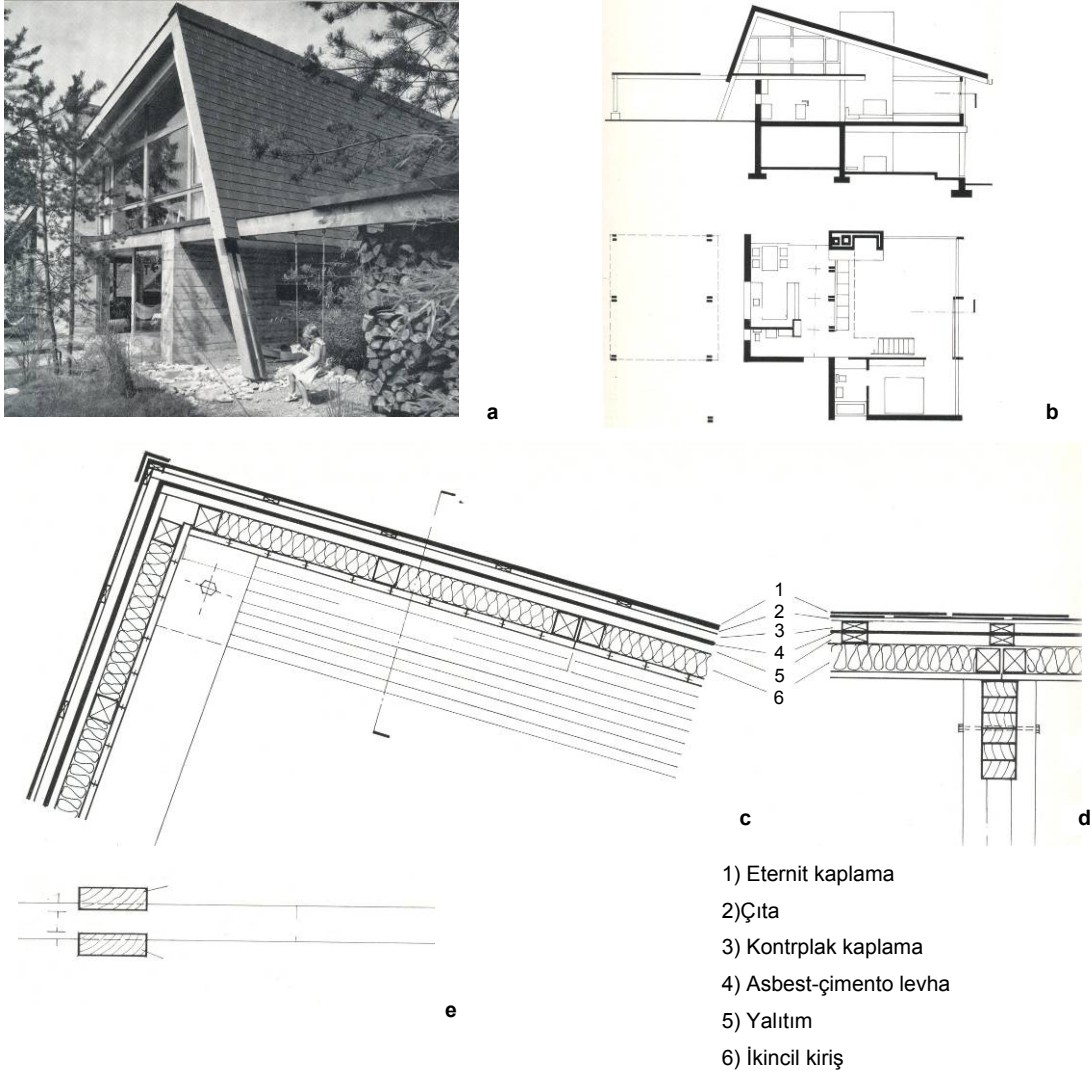 a
b
1
2
3
4
5
6
c
d
e
1) Eternit kaplama
2)Çıta
3) Kontrplak kaplama
4) Asbest-çimento levha
5) Yalıtım
6) İkincil kiriş